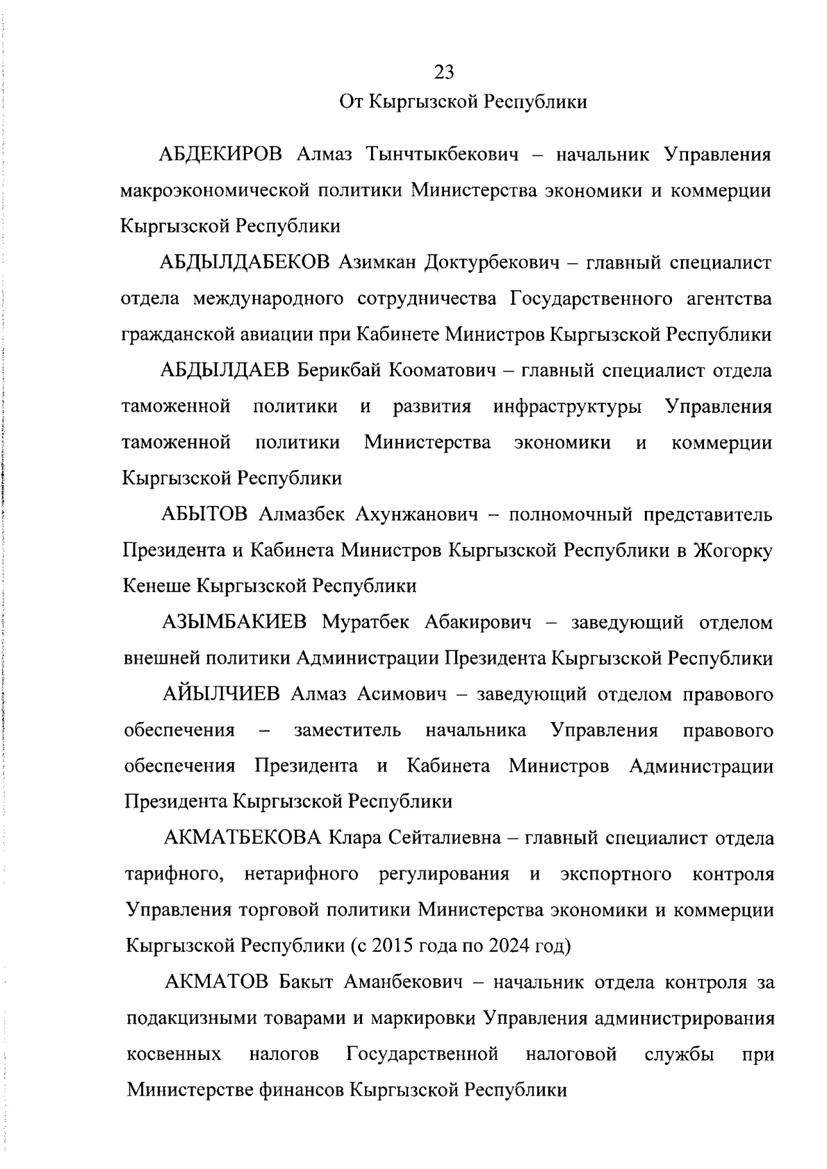 23
От Кыргызской Республики
АБДЕКИРОВ Алмаз Тынчтыкбекович – начальник Управления
макроэкономической политики Министерства экономики и коммерции
Кыргызской Республики
АБДЫЛДАБЕКОВ Азимкан Доктурбекович – главный специалист
отдела международного сотрудничества Государственного агентства
гражданской авиации при Кабинете Министров Кыргызской Республики
АБДЫЛДАЕВ Берикбай Кооматович – главный специалист отдела
таможенной политики и развития инфраструктуры Управления
таможенной политики Министерства экономики и коммерции
Кыргызской Республики
АБЫТОВ Алмазбек Ахунжанович – полномочный представитель
Президента и Кабинета Министров Кыргызской Республики в Жогорку
Кенеше Кыргызской Республики
АЗЫМБАКИЕВ Муратбек Абакирович – заведующий отделом
внешней политики Администрации Президента Кыргызской Республики
АЙЫЛЧИЕВ Алмаз Асимович – заведующий отделом правового
обеспечения – заместитель начальника Управления правового
обеспечения Президента и Кабинета Министров Администрации
Президента Кыргызской Республики
АКМАТБЕКОВА Клара Сейталиевна – главный специалист отдела
тарифного, нетарифного регулирования и экспортного контроля
Управления торговой политики Министерства экономики и коммерции
Кыргызской Республики (с 2015 года по 2024 год)
АКМАТОВ Бакыт Аманбекович – начальник отдела контроля за
подакцизными товарами и маркировки Управления администрирования
косвенных налогов Государственной налоговой службы при
Министерстве финансов Кыргызской Республики